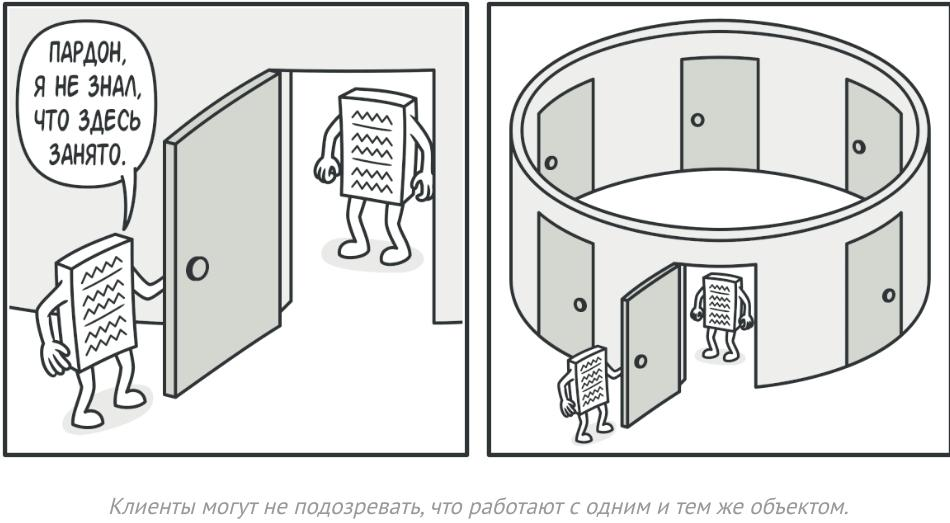 ПАРДОН,
Я НЕ ЗНАЛ,
ЧТО ЗДЕСЬ
ЗАНЯТО.
Клиенты могут не подозревать, что работают с одним и тем же объектом.